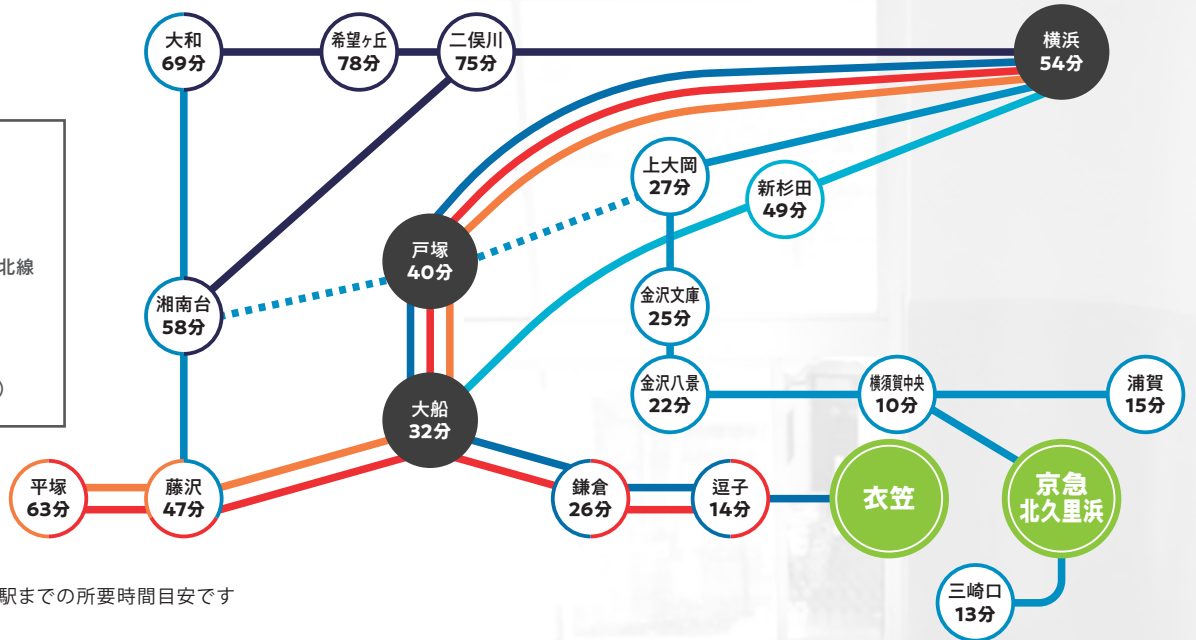 大和
69分
希望ヶ丘
78分
二俣川
75分
横浜
54分
上大岡
27分
新杉田
49分
北線
戸塚
40分
湘南台
58分
金沢文庫
25分
金沢八景
22分
横須賀中央
10分
浦賀
15分
)
大船
32分
平塚
63分
藤沢
47分
鎌倉
26分
逗子
14分
衣笠
京急
北久里浜
三崎口
13分
駅までの所要時間目安です